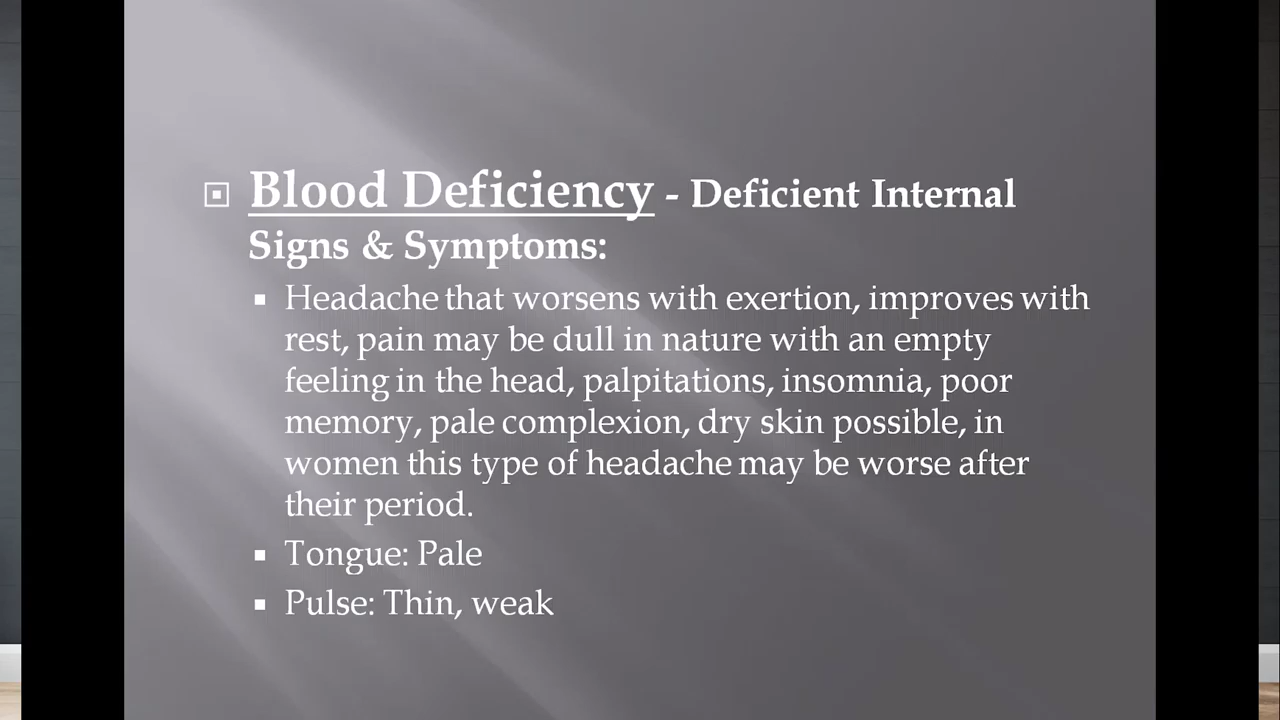 Blood Deficiency - Deficient Internal
Signs & Symptoms:
Headache that worsens with exertion, improves with
rest, pain may be dull in nature with an empty
feeling in the head, palpitations, insomnia, poor
memory, pale complexion, dry skin possible, in
women this type of headache may be worse after
their period.
Tongue: Pale
Pulse: Thin, weak